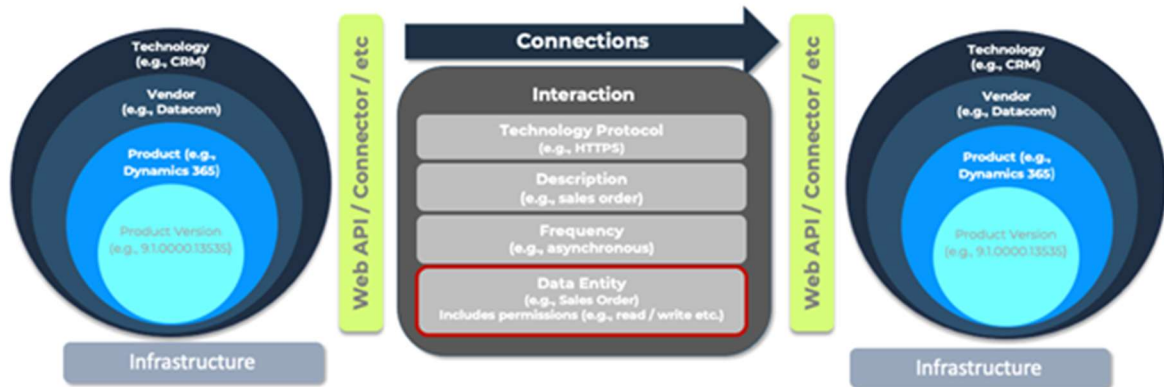 Technology
(e.g., CRM)
Vendor
(e.g., Datacom)
Product (e.g.,
Dynamics 365)
Product Version
(e.g., 9.1.0000.13535)
Infrastructure
Web API / Connector / etc
Connections
Interaction
Technology Protocol
(e.g., HTTPS)
Description
(e.g., sales order)
Frequency
(e.g., asynchronous)
Data Entity
(e.g., Sales Order)
Includes permissions (e.g., read / write etc.)
Web API / Connector / etc
Technology
(e.g., CRM)
Vendor
(e.g., Datacom)
Product (e.g.,
Dynamics 365)
Product Version
(e.g., 9.1.0000.13535)
Infrastructure